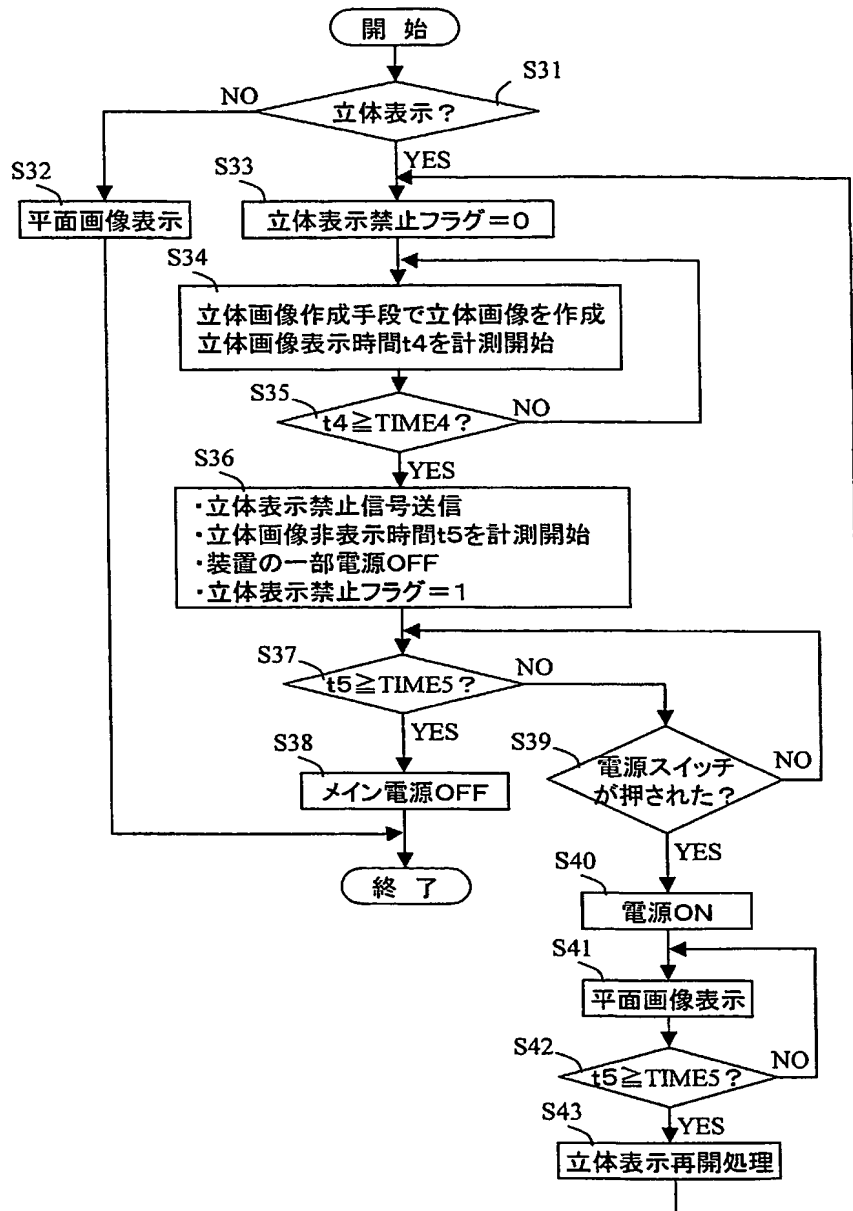 開始
S31
立体表示？
NO
YES
S32
平面画像表示
S33
立体表示禁止フラグ＝0
S34
立体画像作成手段で立体画像を作成
立体画像表示時間t4を計測開始
S35
t4≧TIME4？
NO
YES
S36
・立体表示禁止信号送信
・立体画像非表示時間t5を計測開始
・装置の一部電源OFF
・立体表示禁止フラグ＝1
S37
t5≧TIME5？
NO
YES
S38
メイン電源OFF
終了
S39
電源スイッチ
が押された？
NO
YES
S40
電源ON
S41
平面画像表示
S42
t5≧TIME5？
NO
YES
S43
立体表示再開処理